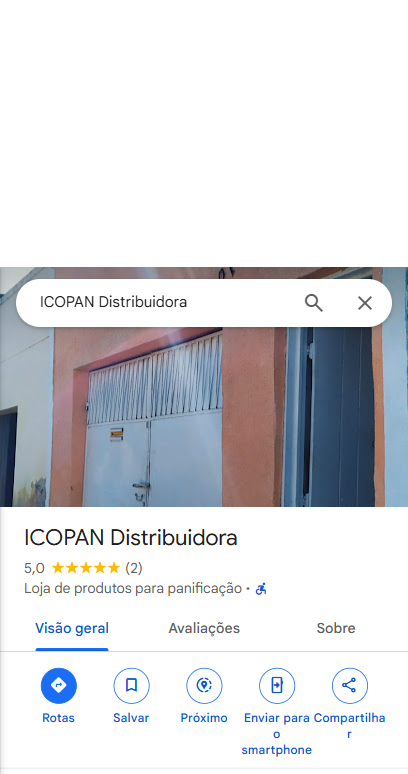 ICOPAN Distribuidora
ICOPAN Distribuidora
5,0 (2)
Loja de produtos para panificação ·
Visão geral Avaliações Sobre
Rotas Salvar Próximo Enviar para o smartphone Compartilhar